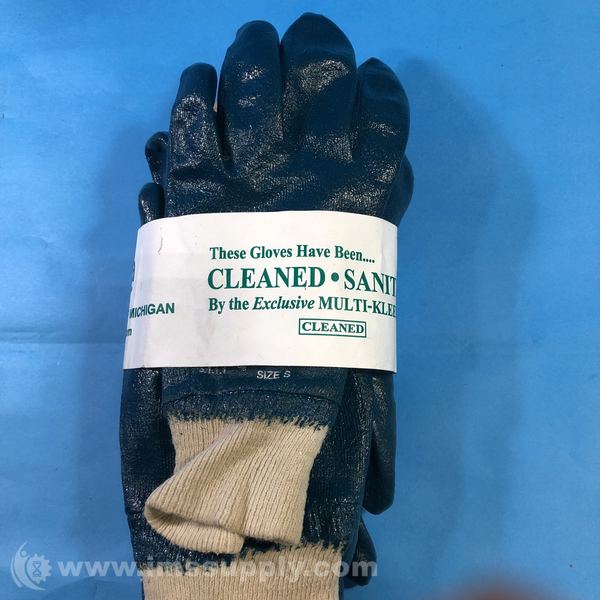 These Gloves Have Been....
CLEANED • SANIT
By the Exclusive MULTI-KLEE
CLEANED
MICHIGAN
m
SIZE S
www.imssupply.com